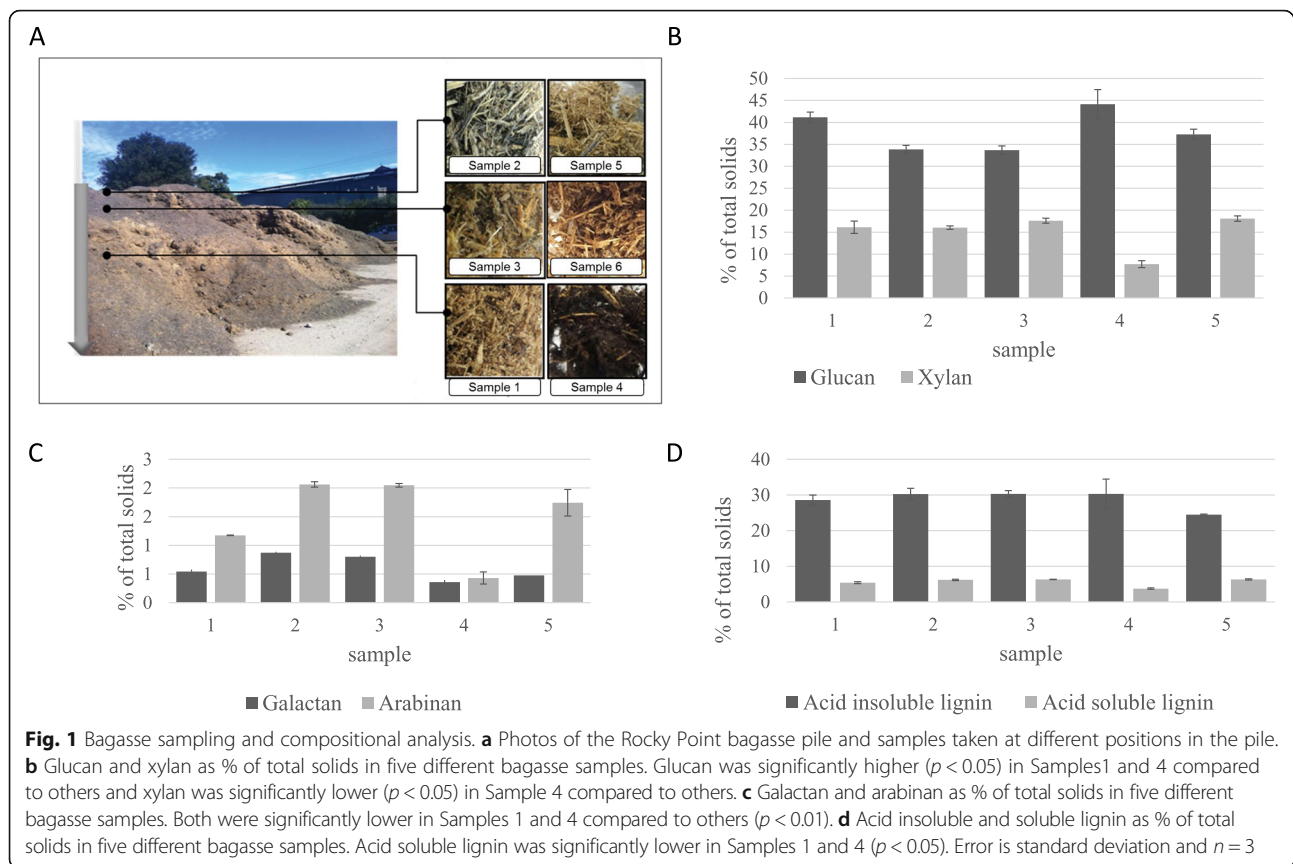 A
Sample 2
Sample 5
Sample 3
Sample 6
Sample 1
Sample 4
B
% of total solids
50
45
40
35
30
25
20
15
10
5
0
1 2 3 4 5
sample
Glucan Xylan
C
% of total solids
3
2
2
1
1
0
1 2 3 4 5
sample
Galactan Arabinan
D
% of total solids
40
30
20
10
0
1 2 3 4 5
sample
Acid insoluble lignin Acid soluble lignin
Fig. 1 Bagasse sampling and compositional analysis. a Photos of the Rocky Point bagasse pile and samples taken at different positions in the pile.
b Glucan and xylan as % of total solids in five different bagasse samples. Glucan was significantly higher (p < 0.05) in Samples1 and 4 compared
to others and xylan was significantly lower (p < 0.05) in Sample 4 compared to others. c Galactan and arabinan as % of total solids in five different
bagasse samples. Both were significantly lower in Samples 1 and 4 compared to others (p < 0.01). d Acid insoluble and soluble lignin as % of total
solids in five different bagasse samples. Acid soluble lignin was significantly lower in Samples 1 and 4 (p < 0.05). Error is standard deviation and n = 3